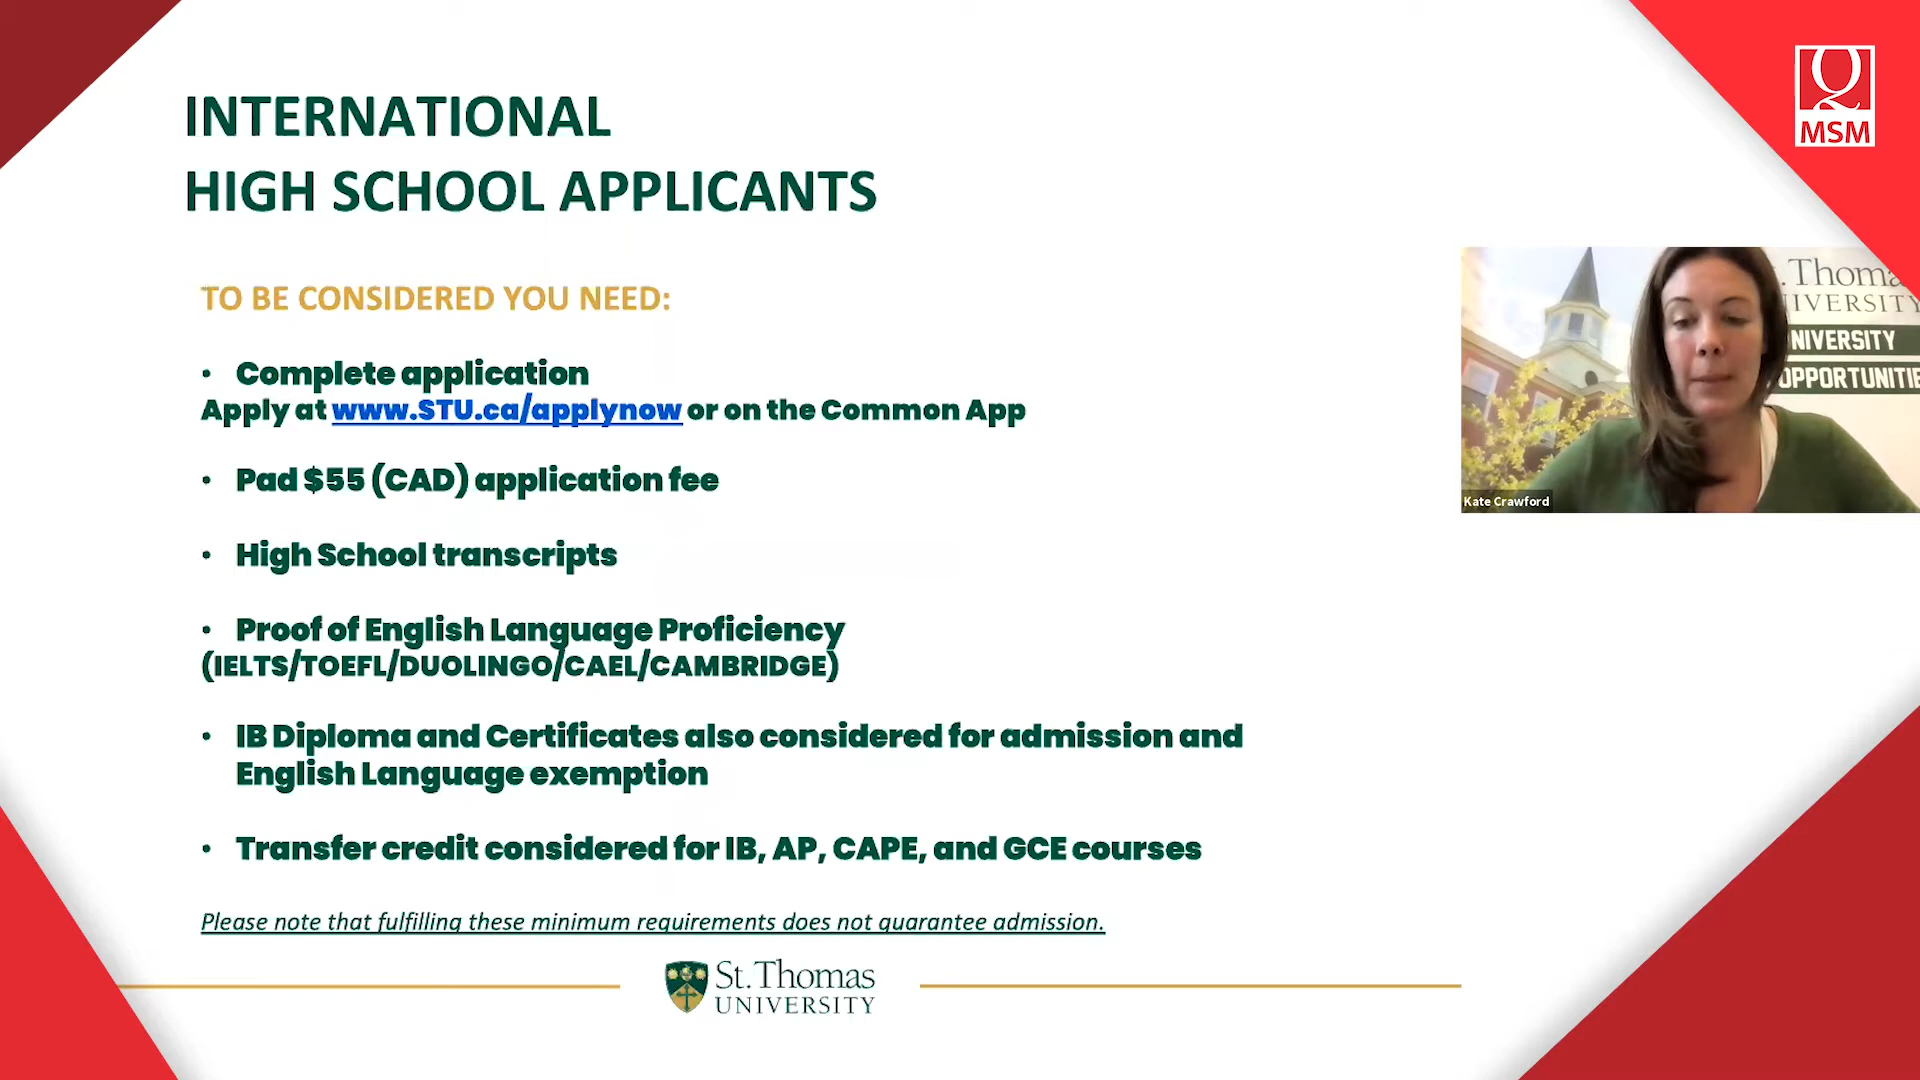 INTERNATIONAL
HIGH SCHOOL APPLICANTS
TO BE CONSIDERED YOU NEED:
• Complete application
Apply at www.STU.ca/applynow or on the Common App
• Pad $55 (CAD) application fee
• High School transcripts
• Proof of English Language Proficiency
(IELTS/TOEFL/DUOLINGO/CAEL/CAMBRIDGE)
• IB Diploma and Certificates also considered for admission and
English Language exemption
• Transfer credit considered for IB, AP, CAPE, and GCE courses
Please note that fulfilling these minimum requirements does not guarantee admission.
St. Thomas
UNIVERSITY
MSM
. Thoma
IVERSITY
NIVERSITY
OPPORTUNITIE
Kate Crawford